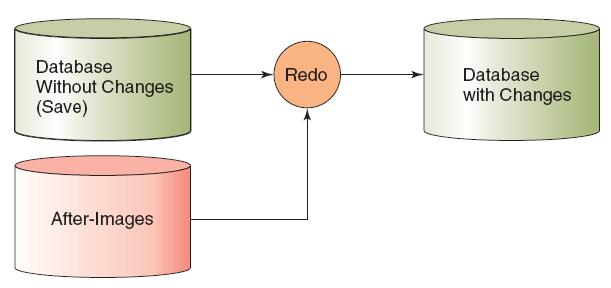 Database
Without Changes
(Save)
Redo
Database
with Changes
After-Images